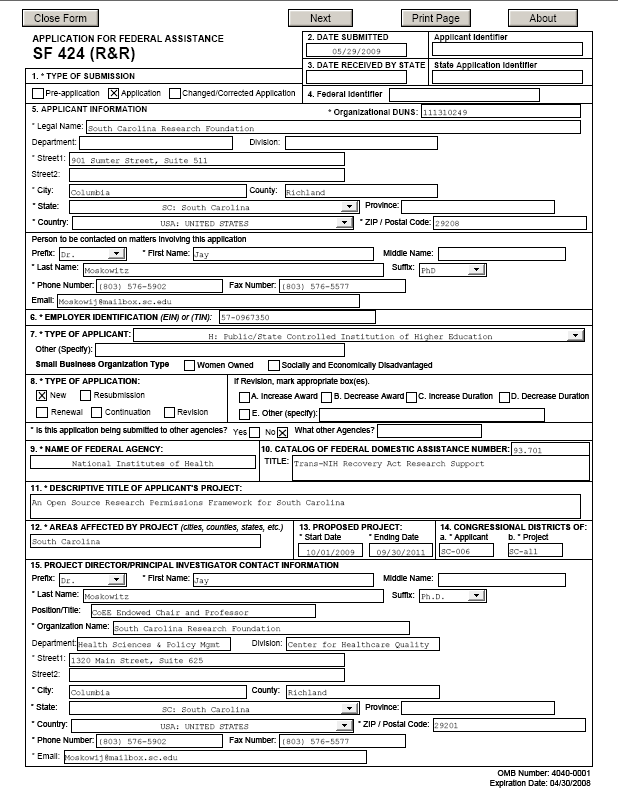 Close Form Next Print Page About
APPLICATION FOR FEDERAL ASSISTANCE
SF 424 (R&R)
2. DATE SUBMITTED
05/29/2009
Applicant Identifier
3. DATE RECEIVED BY STATE
State Application Identifier
1. * TYPE OF SUBMISSION
Pre-application Application Changed/Corrected Application
4. Federal Identifier
5. APPLICANT INFORMATION
* Organizational DUNS: 111310249
* Legal Name: South Carolina Research Foundation
Department: Division:
* Street1: 901 Sumter Street, Suite 511
Street2:
* City: Columbia County: Richland
* State: SC: South Carolina Province:
* Country: USA: UNITED STATES * ZIP / Postal Code: 29208
Person to be contacted on matters involving this application
Prefix: Dr. * First Name: Jay Middle Name:
* Last Name: Moskowitz Suffix: PhD
* Phone Number: (803) 576-5902 Fax Number: (803) 576-5577
Email: Moskowij@mailbox.sc.edu
6. * EMPLOYER IDENTIFICATION (EIN) or (TIN): 57-0967350
7. * TYPE OF APPLICANT: H: Public/State Controlled Institution of Higher Education
Other (Specify):
Small Business Organization Type Women Owned Socially and Economically Disadvantaged
8. * TYPE OF APPLICATION:
New Resubmission
Renewal Continuation Revision
If Revision, mark appropriate box(es).
A. Increase Award B. Decrease Award C. Increase Duration D. Decrease Duration
E. Other (specify):
* Is this application being submitted to other agencies? Yes No What other Agencies?
9. * NAME OF FEDERAL AGENCY:
National Institutes of Health
10. CATALOG OF FEDERAL DOMESTIC ASSISTANCE NUMBER: 93.701
TITLE: Trans-NIH Recovery Act Research Support
11. * DESCRIPTIVE TITLE OF APPLICANT'S PROJECT:
An Open Source Research Permissions Framework for South Carolina
12. * AREAS AFFECTED BY PROJECT (cities, counties, states, etc.)
South Carolina
13. PROPOSED PROJECT:
* Start Date * Ending Date
10/01/2009 09/30/2011
14. CONGRESSIONAL DISTRICTS OF:
a. * Applicant b. * Project
SC-006 SC-all
15. PROJECT DIRECTOR/PRINCIPAL INVESTIGATOR CONTACT INFORMATION
Prefix: Dr. * First Name: Jay Middle Name:
* Last Name: Moskowitz Suffix: Ph.D.
Position/Title: CoEE Endowed Chair and Professor
* Organization Name: South Carolina Research Foundation
Department: Health Sciences & Policy Mgmt Division: Center for Healthcare Quality
* Street1: 1320 Main Street, Suite 625
Street2:
* City: Columbia County: Richland
* State: SC: South Carolina Province:
* Country: USA: UNITED STATES * ZIP / Postal Code: 29201
* Phone Number: (803) 576-5902 Fax Number: (803) 576-5577
* Email: Moskowij@mailbox.sc.edu
OMB Number: 4040-0001
Expiration Date: 04/30/2008